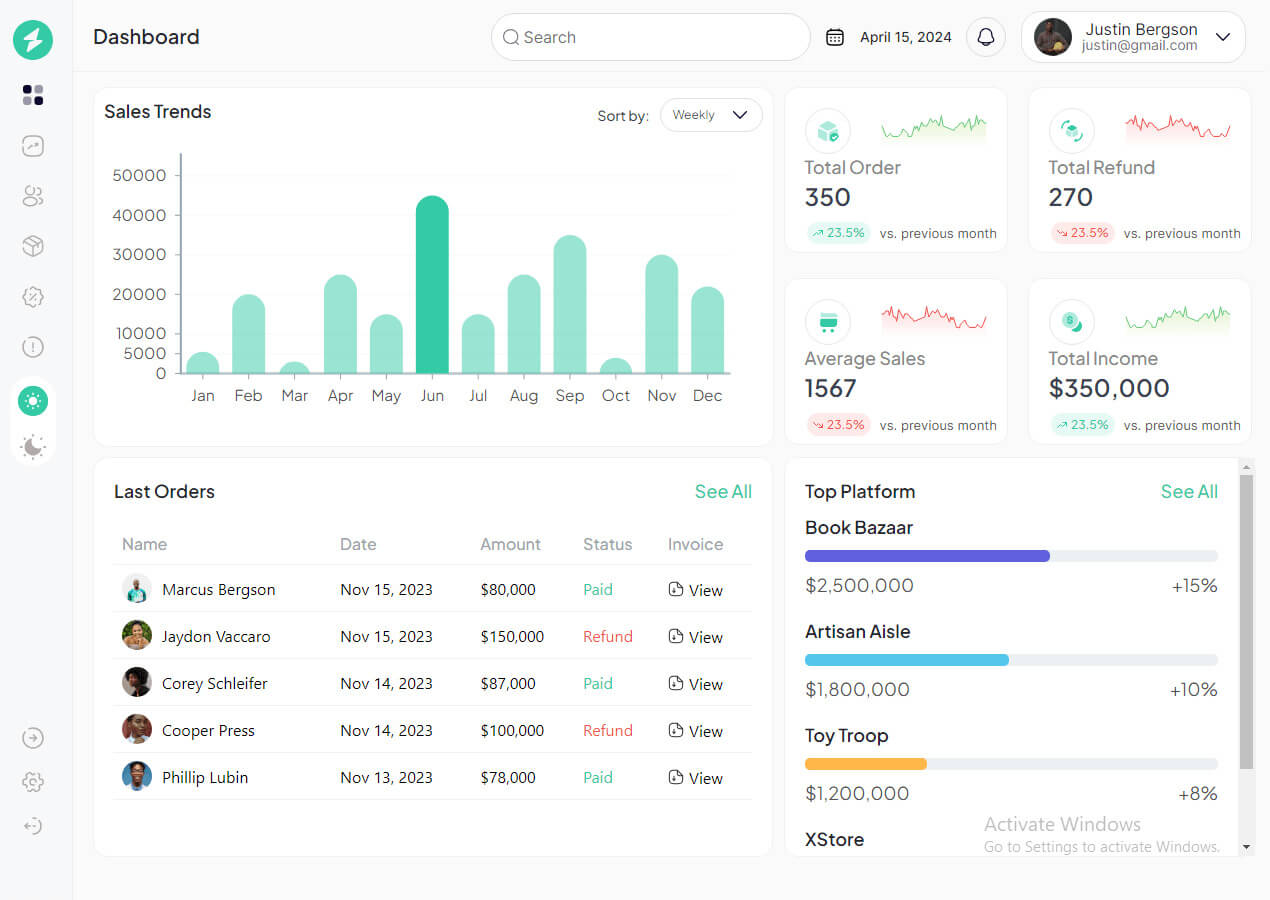 Dashboard
Search
April 15, 2024
Justin Bergson
justin@gmail.com
Sales Trends
Sort by:
Weekly
50000
40000
30000
20000
10000
5000
0
Jan Feb Mar Apr May Jun Jul Aug Sep Oct Nov Dec
Total Order
350
23.5% vs. previous month
Total Refund
270
23.5% vs. previous month
Average Sales
1567
23.5% vs. previous month
Total Income
$350,000
23.5% vs. previous month
Last Orders
See All
Name Date Amount Status Invoice
Marcus Bergson Nov 15, 2023 $80,000 Paid View
Jaydon Vaccaro Nov 15, 2023 $150,000 Refund View
Corey Schleifer Nov 14, 2023 $87,000 Paid View
Cooper Press Nov 14, 2023 $100,000 Refund View
Phillip Lubin Nov 13, 2023 $78,000 Paid View
Top Platform
See All
Book Bazaar
$2,500,000 +15%
Artisan Aisle
$1,800,000 +10%
Toy Troop
$1,200,000 +8%
XStore
Activate Windows
Go to Settings to activate Windows.